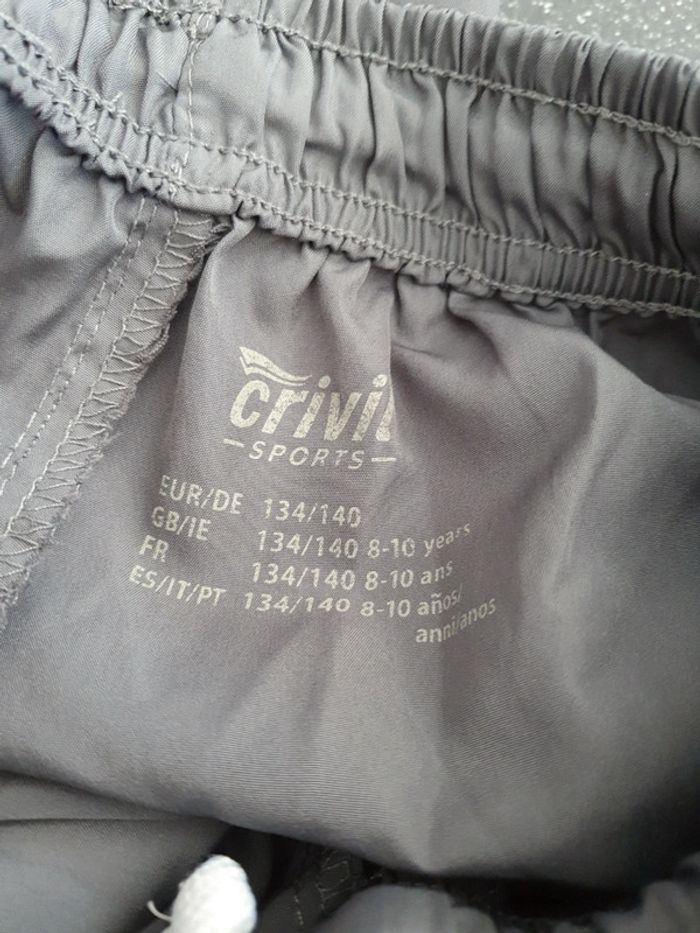 crivit
SPORTS
EUR/DE 134/140
GB/IE 134/140 8-10 years
FR 134/140 8-10 ans
ES/IT/PT 134/140 8-10 años/
anni/anos